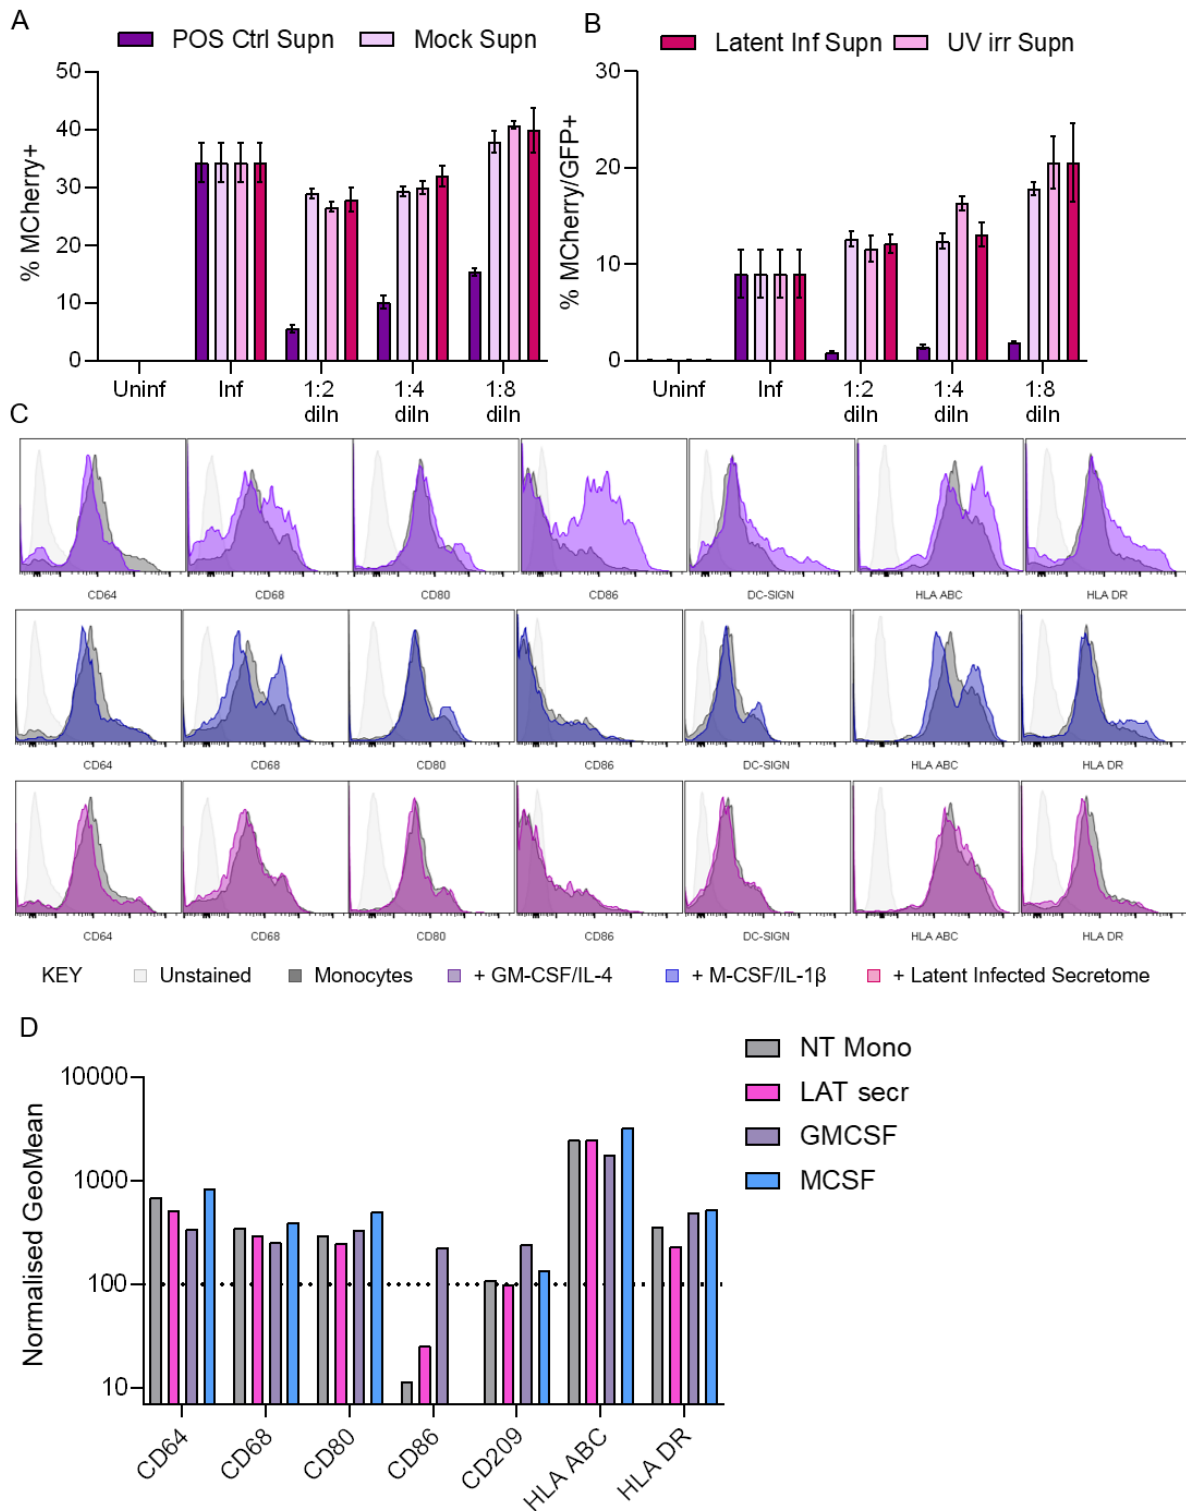 A
B
POS Ctrl Supn
Mock Supn
Latent Inf Supn
UV irr Supn
% MCherry+
50
40
30
20
10
0
Uninf
Inf
1:2
diln
1:4
diln
1:8
diln
% MCherry/GFP+
30
20
10
0
Uninf
Inf
1:2
diln
1:4
diln
1:8
diln
C
CD64 CD68 CD80 CD86 DC-SIGN HLA ABC HLA DR
CD64 CD68 CD80 CD86 DC-SIGN HLA ABC HLA DR
CD64 CD68 CD80 CD86 DC-SIGN HLA ABC HLA DR
KEY Unstained Monocytes + GM-CSF/IL-4 + M-CSF/IL-1β + Latent Infected Secretome
D
Normalised GeoMean
10000
1000
100
10
CD64
CD68
CD80
CD86
CD209
HLA ABC
HLA DR
NT Mono
LAT secr
GMCSF
MCSF